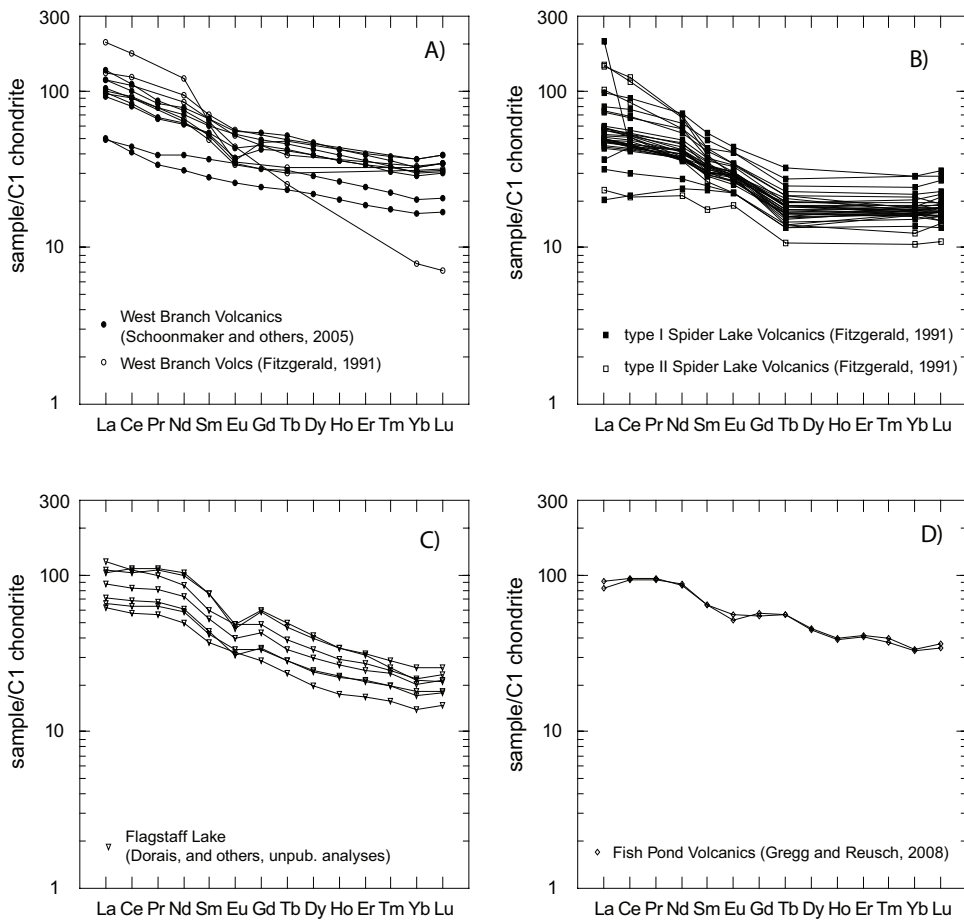 300
A)
100
10
1
sample/C1 chondrite
West Branch Volcanics
(Schoonmaker and others, 2005)
West Branch Volcs (Fitzgerald, 1991)
La Ce Pr Nd Sm Eu Gd Tb Dy Ho Er Tm Yb Lu
300
B)
100
10
1
sample/C1 chondrite
type I Spider Lake Volcanics (Fitzgerald, 1991)
type II Spider Lake Volcanics (Fitzgerald, 1991)
La Ce Pr Nd Sm Eu Gd Tb Dy Ho Er Tm Yb Lu
300
C)
100
10
1
sample/C1 chondrite
Flagstaff Lake
(Dorais, and others, unpub. analyses)
La Ce Pr Nd Sm Eu Gd Tb Dy Ho Er Tm Yb Lu
300
D)
100
10
1
sample/C1 chondrite
Fish Pond Volcanics (Gregg and Reusch, 2008)
La Ce Pr Nd Sm Eu Gd Tb Dy Ho Er Tm Yb Lu